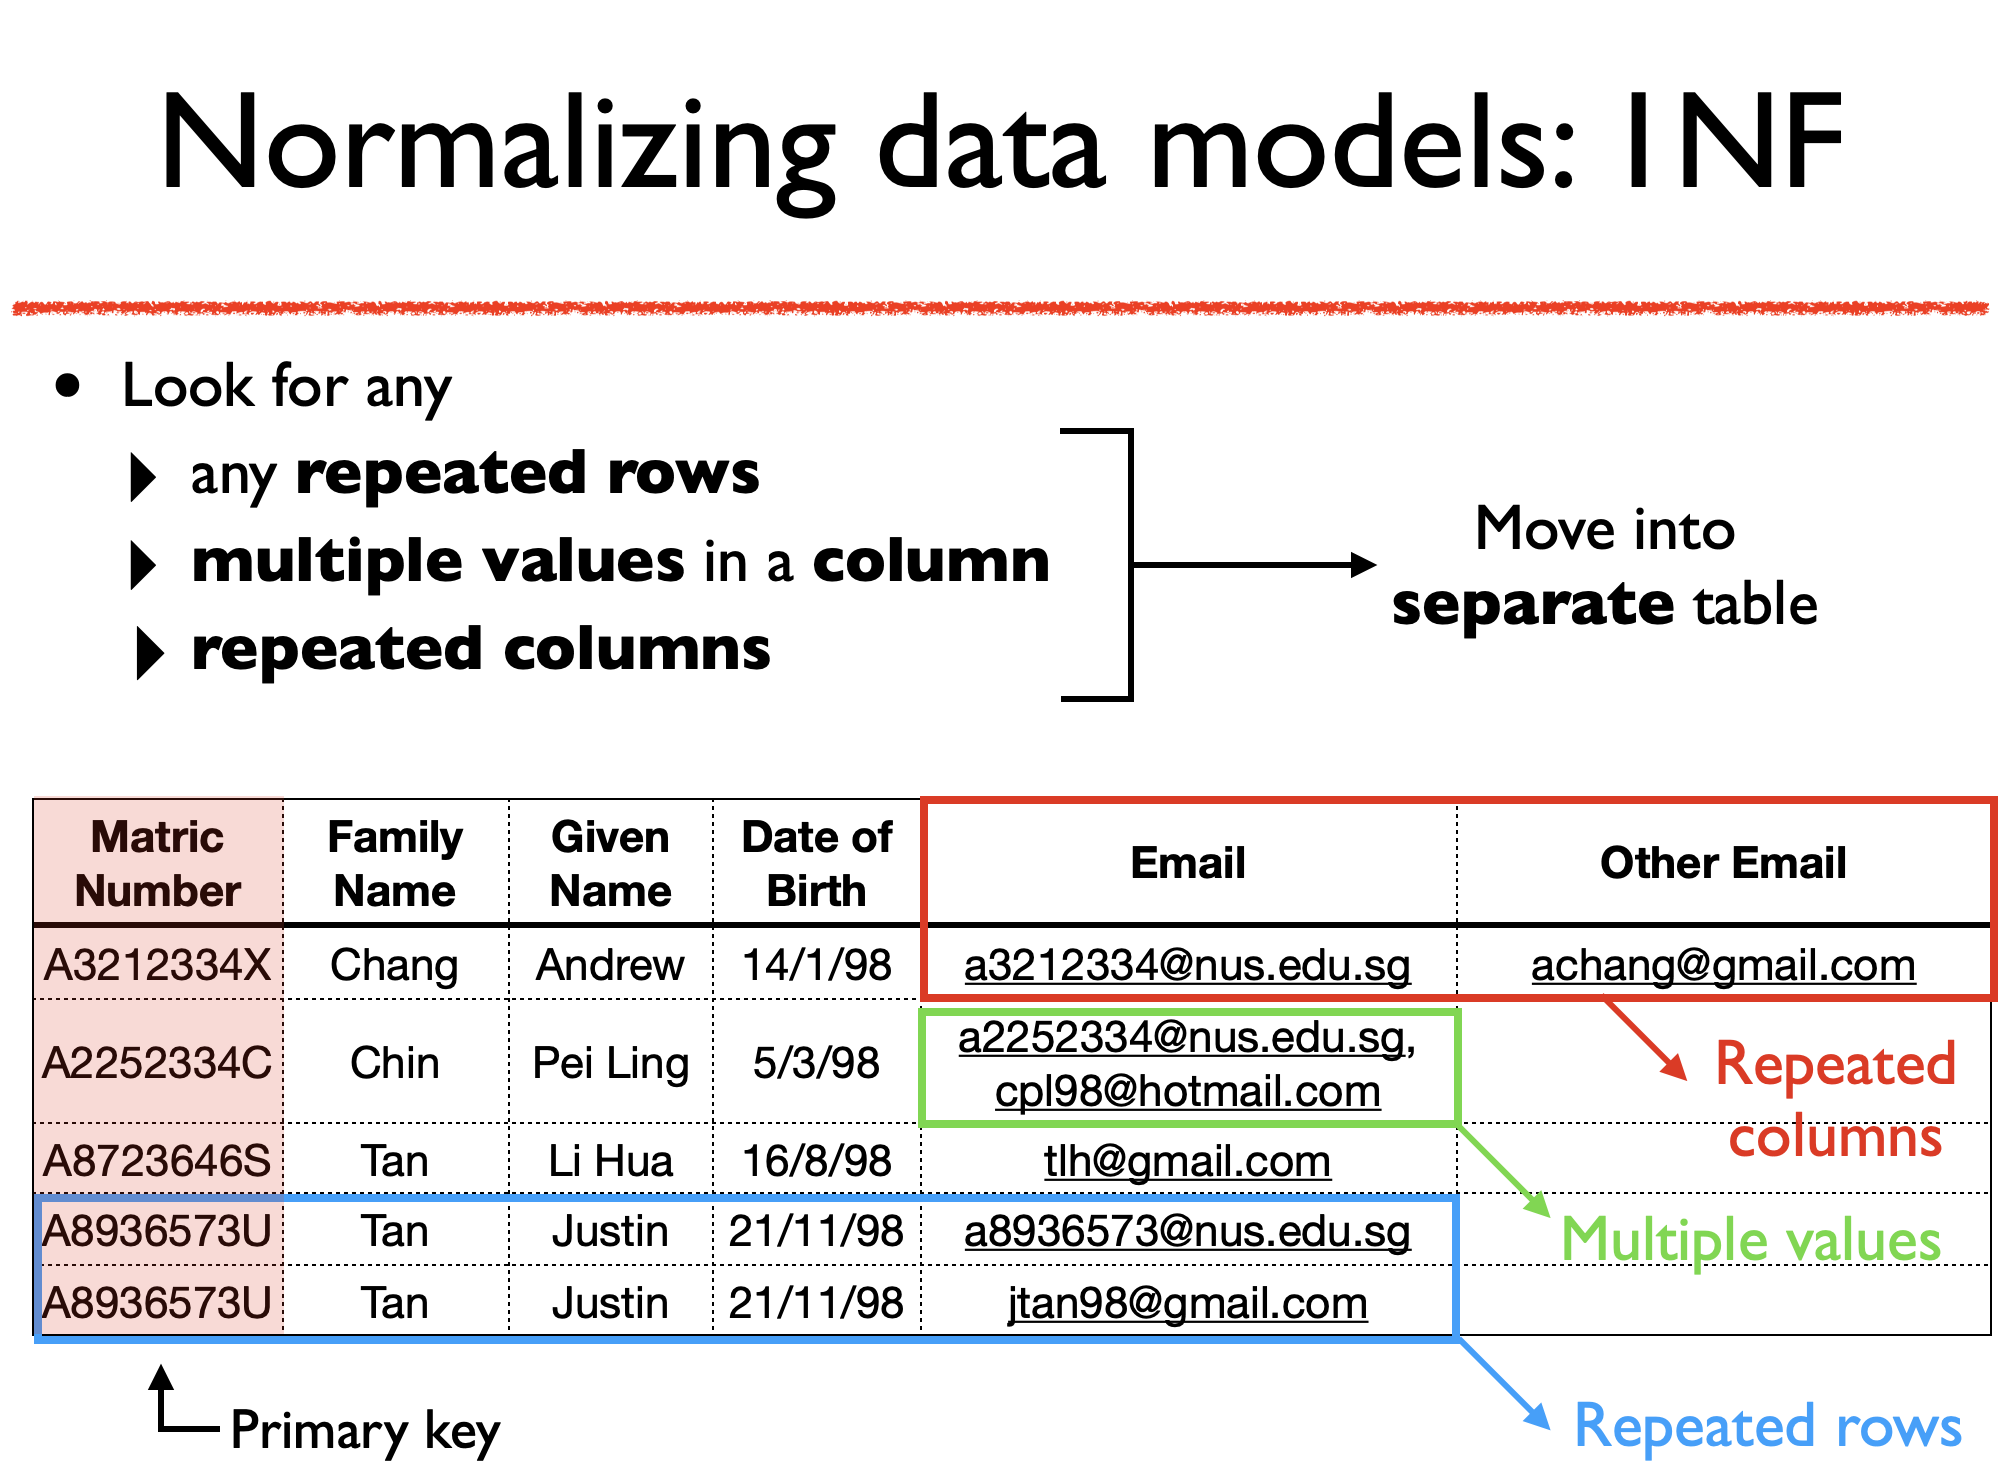 Normalizing data models: 1NF
• Look for any
▸ any repeated rows
▸ multiple values in a column
▸ repeated columns
Move into
separate table
Matric Number Family Name Given Name Date of Birth Email Other Email
A3212334X Chang Andrew 14/1/98 a3212334@nus.edu.sg achang@gmail.com
A2252334C Chin Pei Ling 5/3/98 a2252334@nus.edu.sg, cpl98@hotmail.com
A8723646S Tan Li Hua 16/8/98 tlh@gmail.com
A8936573U Tan Justin 21/11/98 a8936573@nus.edu.sg
A8936573U Tan Justin 21/11/98 jtan98@gmail.com
Repeated
columns
Multiple values
Primary key
Repeated rows